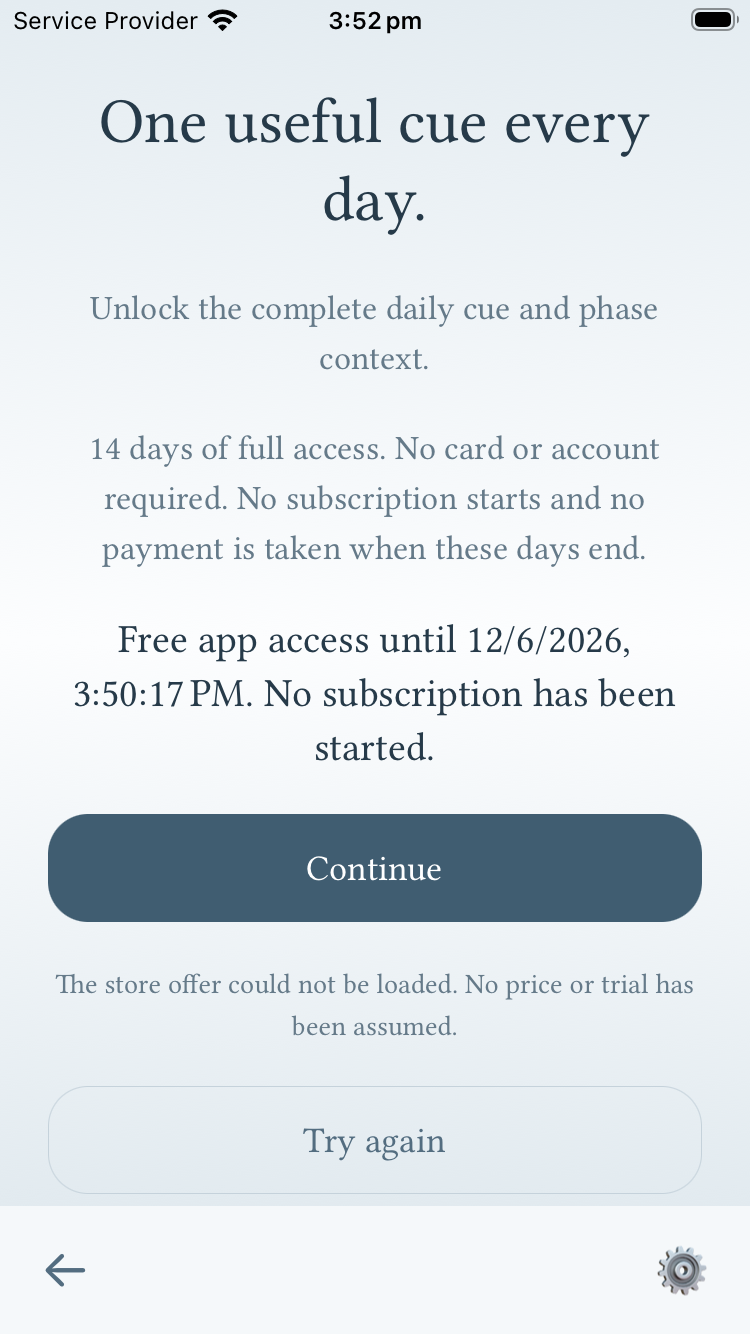 Service Provider 3:52 pm
One useful cue every
day.
Unlock the complete daily cue and phase
context.
14 days of full access. No card or account
required. No subscription starts and no
payment is taken when these days end.
Free app access until 12/6/2026,
3:50:17 PM. No subscription has been
started.
Continue
The store offer could not be loaded. No price or trial has
been assumed.
Try again